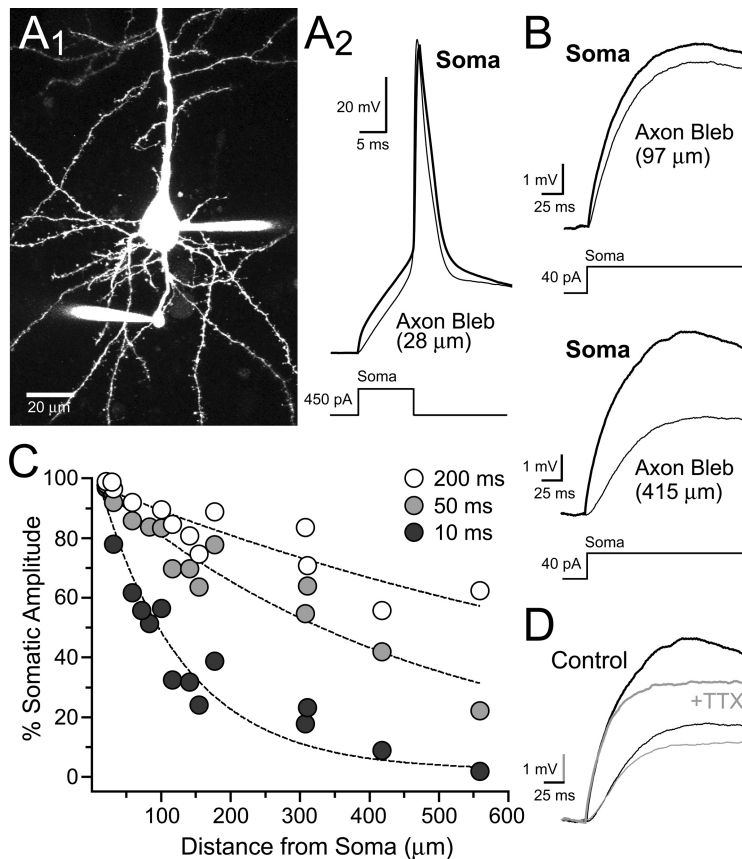 A1
20 µm
A2
Soma
20 mV
5 ms
Axon Bleb
(28 µm)
Soma
450 pA
B
Soma
Axon Bleb
(97 µm)
1 mV
25 ms
Soma
40 pA
Soma
Axon Bleb
(415 µm)
1 mV
25 ms
Soma
40 pA
C
200 ms
50 ms
10 ms
100
80
60
40
20
0
% Somatic Amplitude
100 200 300 400 500 600
Distance from Soma (µm)
D
Control
+TTX
1 mV
25 ms